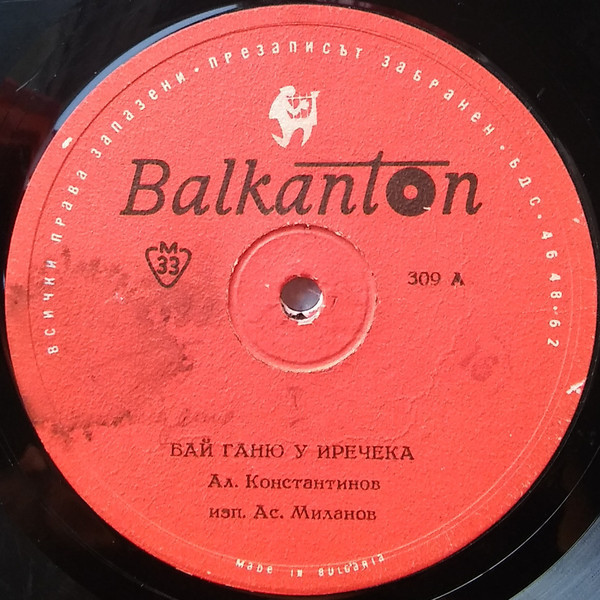 ВСИЧКИ ПРАВА ЗАПАЗЕНИ · ПРЕЗАПИСЪТ ЗАБРАНЕН · БДС · 4648-62
Balkanton
M
33
309 А
БАЙ ГАНЮ У ИРЕЧЕКА
Ал. Константинов
изп. Ас. Миланов
MADE IN BULGARIA